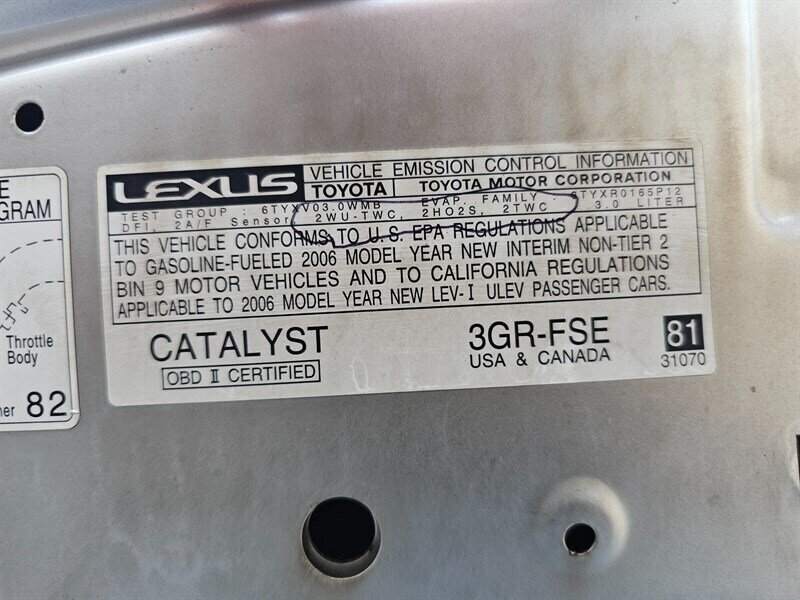 LEXUS
VEHICLE EMISSION CONTROL INFORMATION
TOYOTA
TOYOTA MOTOR CORPORATION
TEST GROUP : 6TYXV03.0WMB EVAP. FAMILY 6TYXR0165P12
DFI, 2A/F Sensor, 2WU-TWC, 2HO2S, 2TWC 3.0 LITER
THIS VEHICLE CONFORMS TO U.S. EPA REGULATIONS APPLICABLE
TO GASOLINE-FUELED 2006 MODEL YEAR NEW INTERIM NON-TIER 2
BIN 9 MOTOR VEHICLES AND TO CALIFORNIA REGULATIONS
APPLICABLE TO 2006 MODEL YEAR NEW LEV-I ULEV PASSENGER CARS.
CATALYST
OBD II CERTIFIED
3GR-FSE
USA & CANADA
81
31070
GRAM
Throttle
Body
ner 82